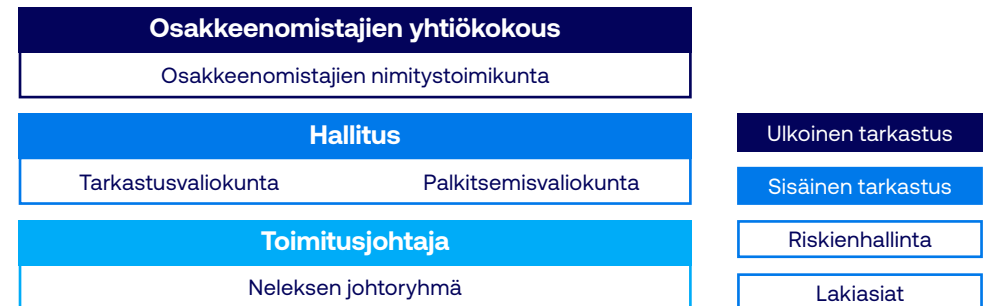 Osakkeenomistajien yhtiökokous
Osakkeenomistajien nimitystoimikunta
Hallitus
Tarkastusvaliokunta
Palkitsemisvaliokunta
Toimitusjohtaja
Neleksen johtoryhmä
Ulkoinen tarkastus
Sisäinen tarkastus
Riskienhallinta
Lakiasiat